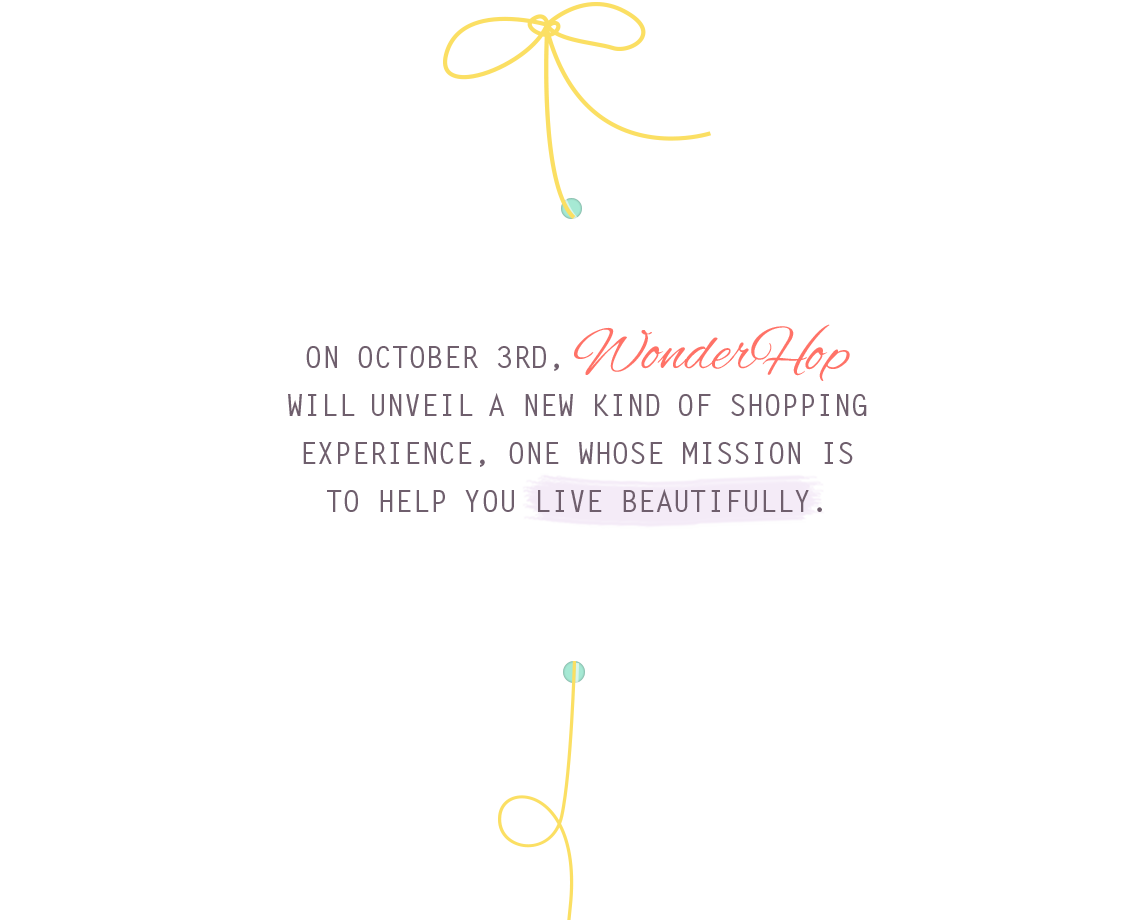 ON OCTOBER 3RD, WonderHop
WILL UNVEIL A NEW KIND OF SHOPPING
EXPERIENCE, ONE WHOSE MISSION IS
TO HELP YOU LIVE BEAUTIFULLY.